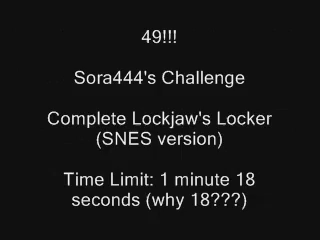 49!!!
Sora444's Challenge
Complete Lockjaw's Locker
(SNES version)
Time Limit: 1 minute 18
seconds (why 18???)